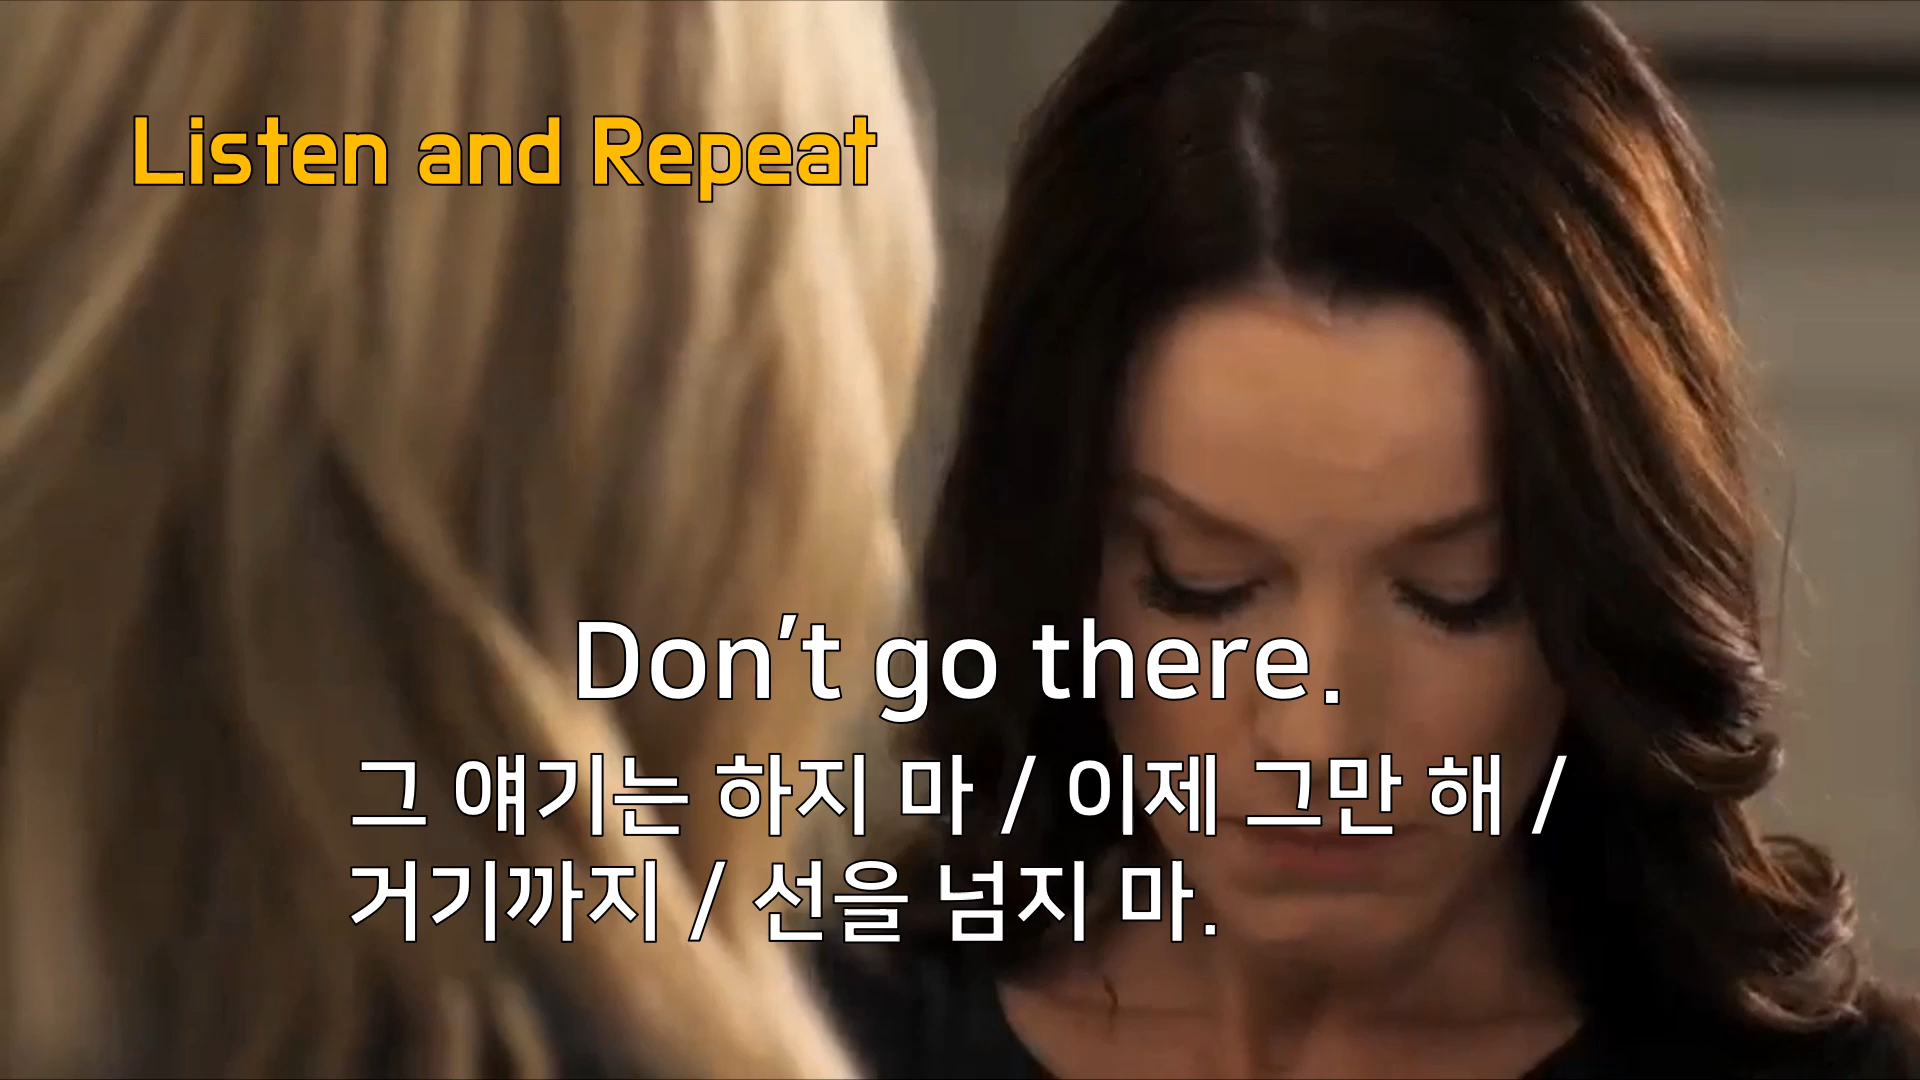 Listen and Repeat
Don't go there.
그 얘기는 하지 마 / 이제 그만 해 /
거기까지 / 선을 넘지 마.